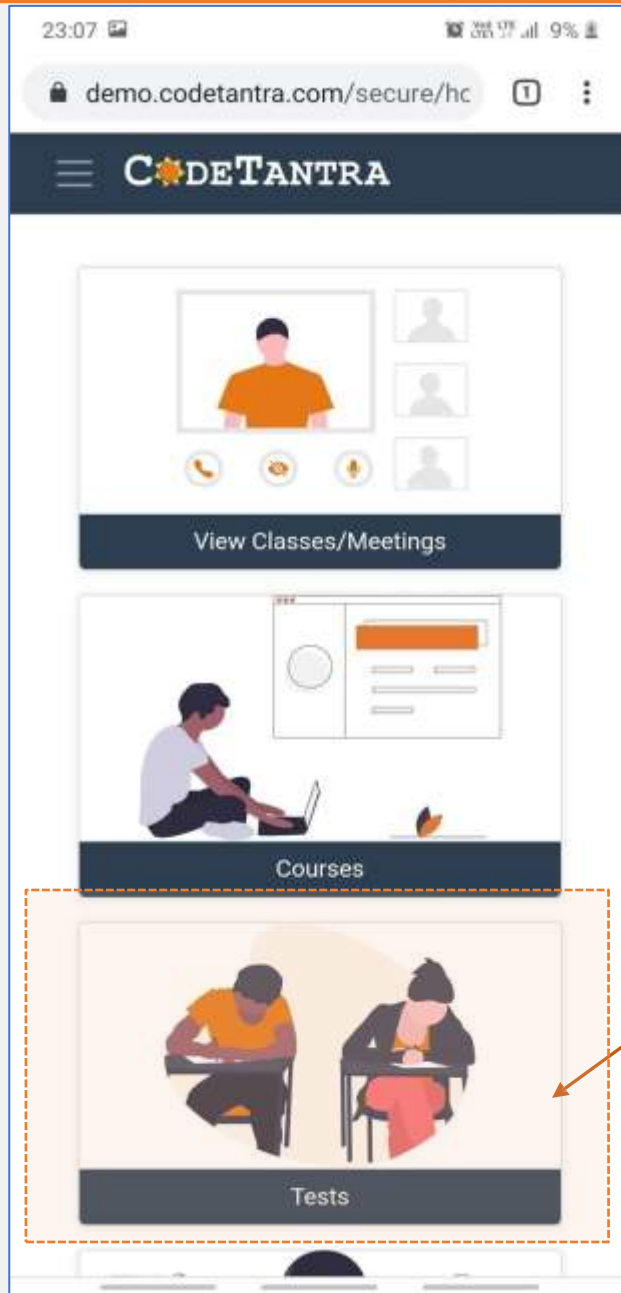 23:07 9%
demo.codetantra.com/secure/hc 1
CODETANTRA
View Classes/Meetings
Courses
Tests